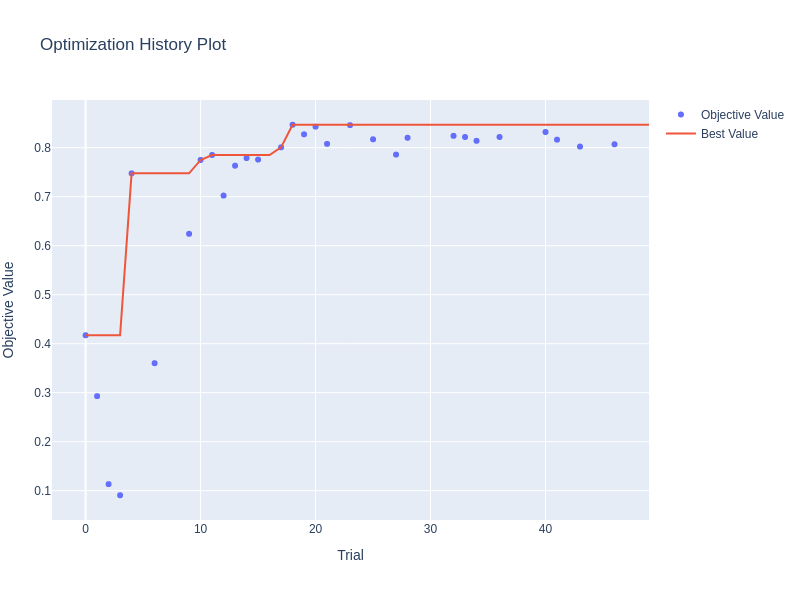 Optimization History Plot
Objective Value
Best Value
0.8
0.7
0.6
0.5
0.4
0.3
0.2
0.1
Objective Value
0
10
20
30
40
Trial